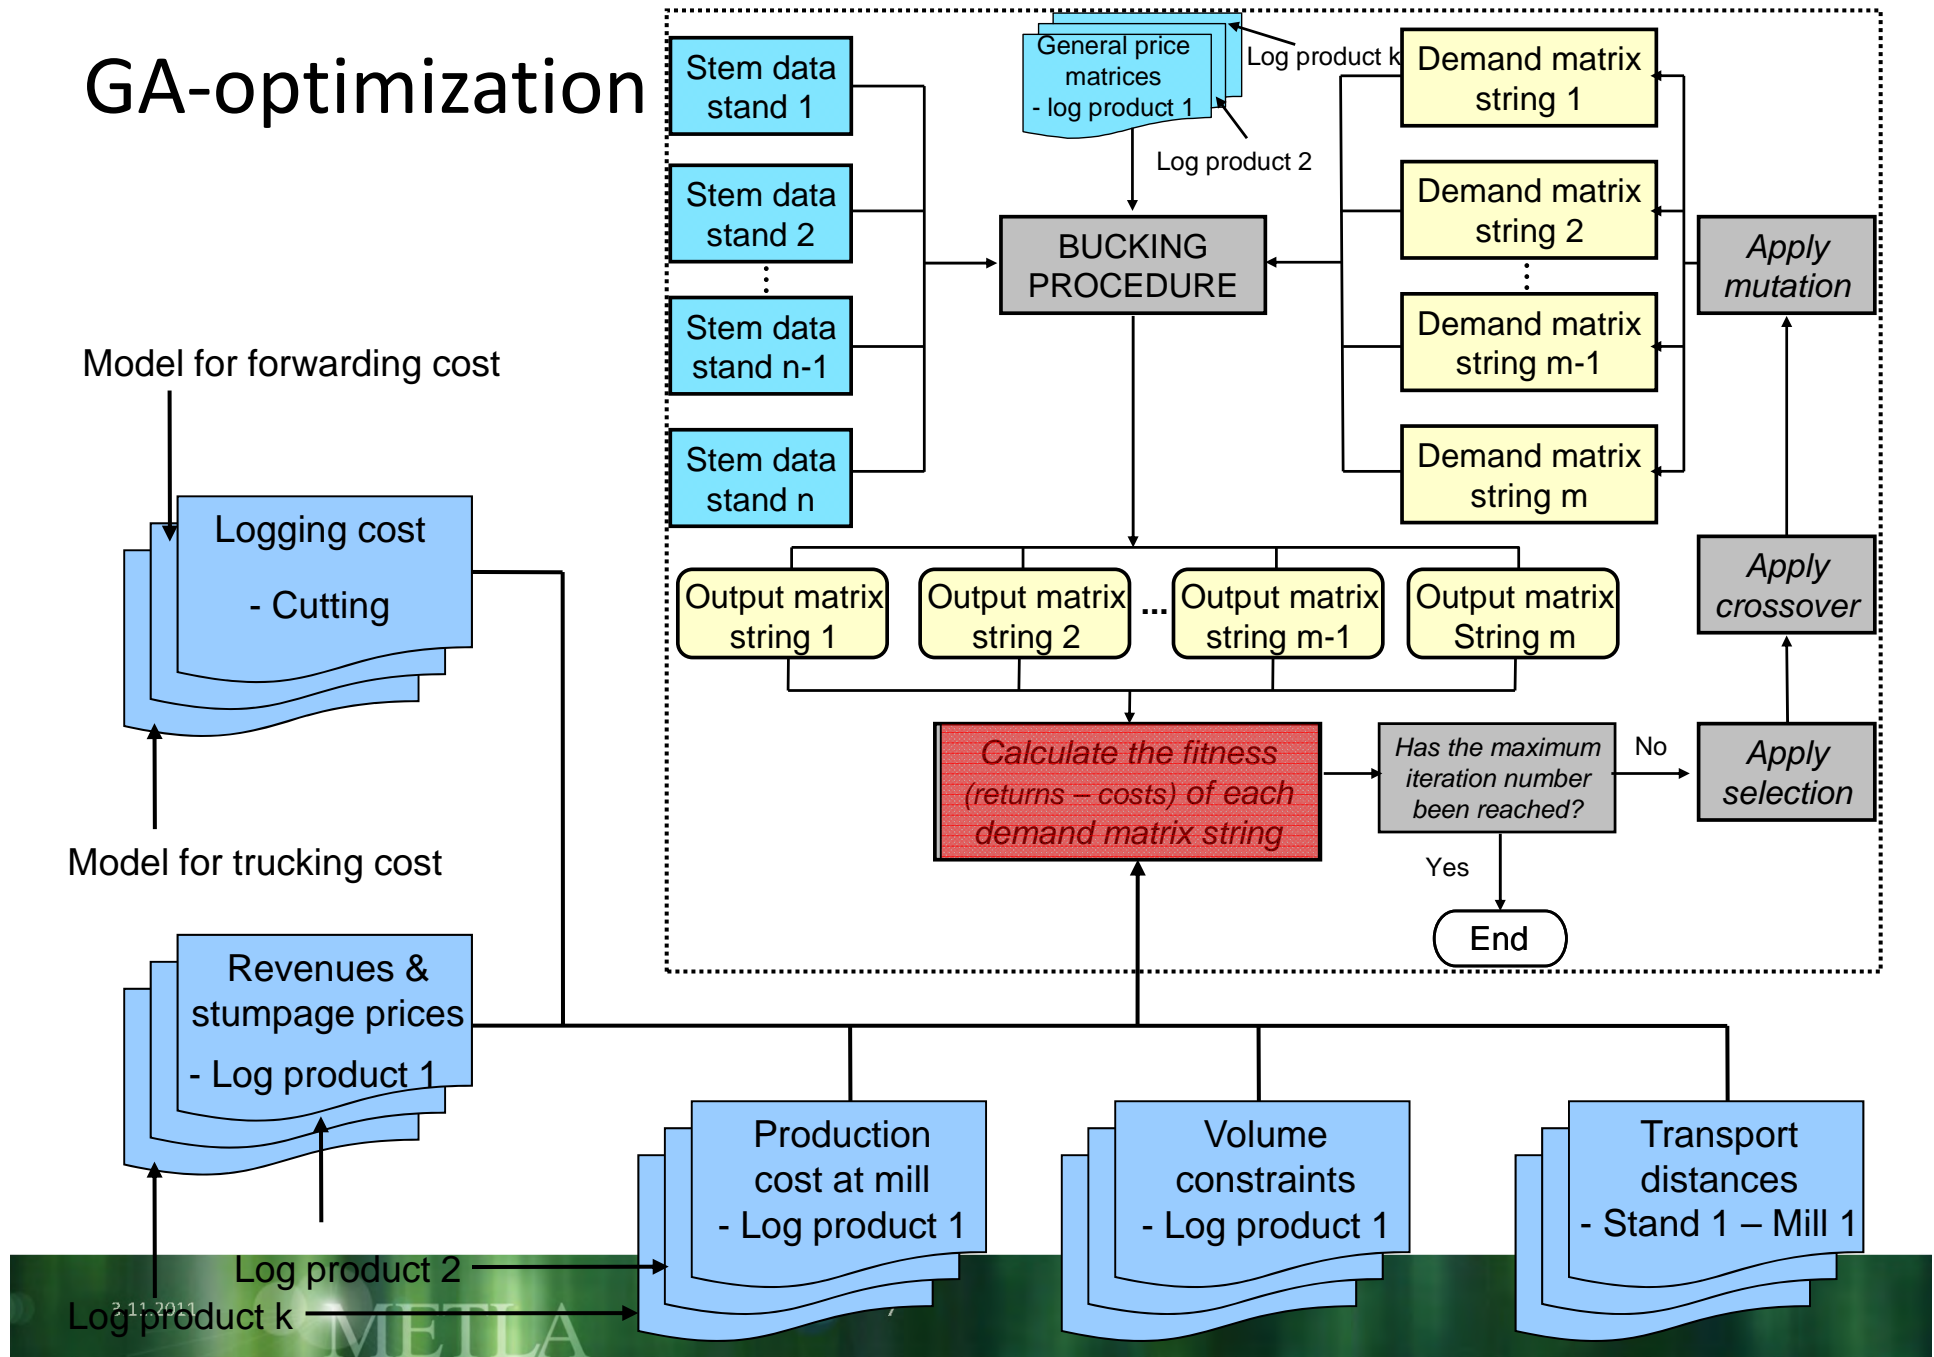 GA-optimization
Stem data
stand 1
Stem data
stand 2
Stem data
stand n-1
Stem data
stand n
General price
matrices
- log product 1
Log product k
Log product 2
BUCKING
PROCEDURE
Demand matrix
string 1
Demand matrix
string 2
Demand matrix
string m-1
Demand matrix
string m
Apply
mutation
Apply
crossover
Apply
selection
Output matrix
string 1
Output matrix
string 2
...
Output matrix
string m-1
Output matrix
String m
Calculate the fitness
(returns – costs) of each
demand matrix string
Has the maximum
iteration number
been reached?
No
Yes
End
Model for forwarding cost
Logging cost
- Cutting
Model for trucking cost
Revenues &
stumpage prices
- Log product 1
Log product 2
Log product k
Production
cost at mill
- Log product 1
Volume
constraints
- Log product 1
Transport
distances
- Stand 1 – Mill 1
3.11.2011
METLA
7